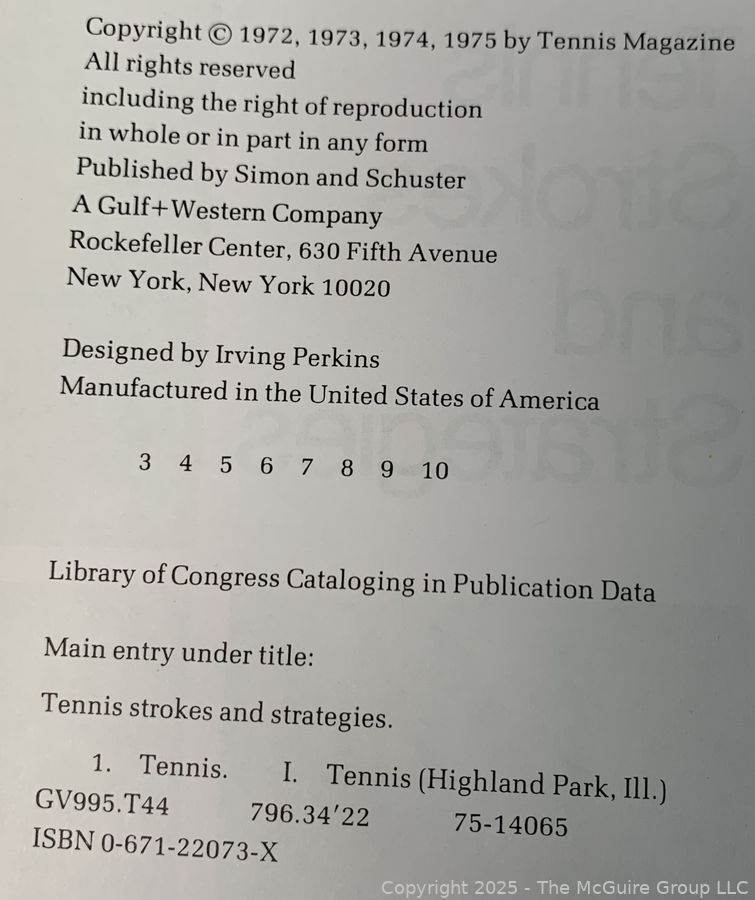 Copyright © 1972, 1973, 1974, 1975 by Tennis Magazine
All rights reserved
including the right of reproduction
in whole or in part in any form
Published by Simon and Schuster
A Gulf+Western Company
Rockefeller Center, 630 Fifth Avenue
New York, New York 10020
Designed by Irving Perkins
Manufactured in the United States of America
3 4 5 6 7 8 9 10
Library of Congress Cataloging in Publication Data
Main entry under title:
Tennis strokes and strategies.
1. Tennis. I. Tennis (Highland Park, Ill.)
GV995.T44 796.34′22 75-14065
ISBN 0-671-22073-X
Tennis
Strokes
and
Strategies
Copyright 2025 - The McGuire Group LLC